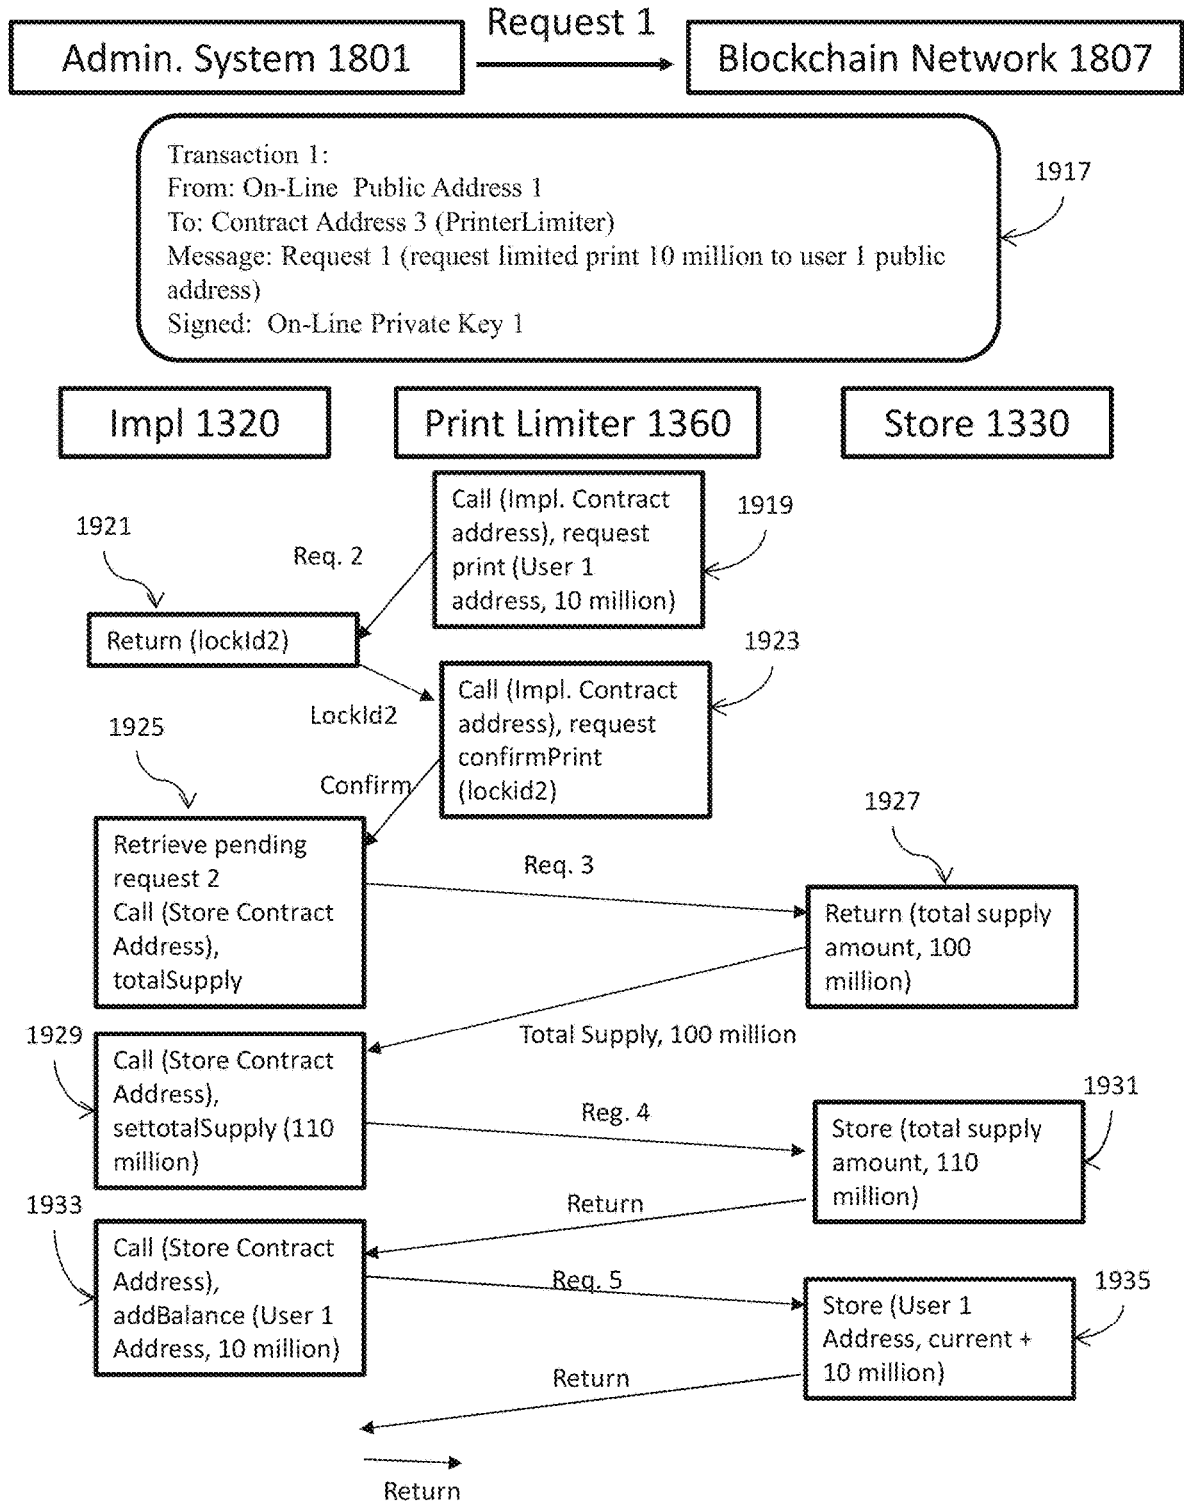 Request 1
Admin. System 1801
Blockchain Network 1807
Transaction 1:
From: On-Line Public Address 1
To: Contract Address 3 (PrinterLimiter)
Message: Request 1 (request limited print 10 million to user 1 public
address)
Signed: On-Line Private Key 1
1917
Impl 1320
Print Limiter 1360
Store 1330
Call (Impl. Contract
address), request
print (User 1
address, 10 million)
1919
1921
Req. 2
Return (lockId2)
1923
Call (Impl. Contract
address), request
confirmPrint
(lockid2)
LockId2
1925
Confirm
1927
Retrieve pending
request 2
Call (Store Contract
Address),
totalSupply
Req. 3
Return (total supply
amount, 100
million)
1929
Total Supply, 100 million
Call (Store Contract
Address),
settotalSupply (110
million)
1931
Reg. 4
Store (total supply
amount, 110
million)
1933
Return
Call (Store Contract
Address),
addBalance (User 1
Address, 10 million)
Req. 5
1935
Store (User 1
Address, current +
10 million)
Return
Return